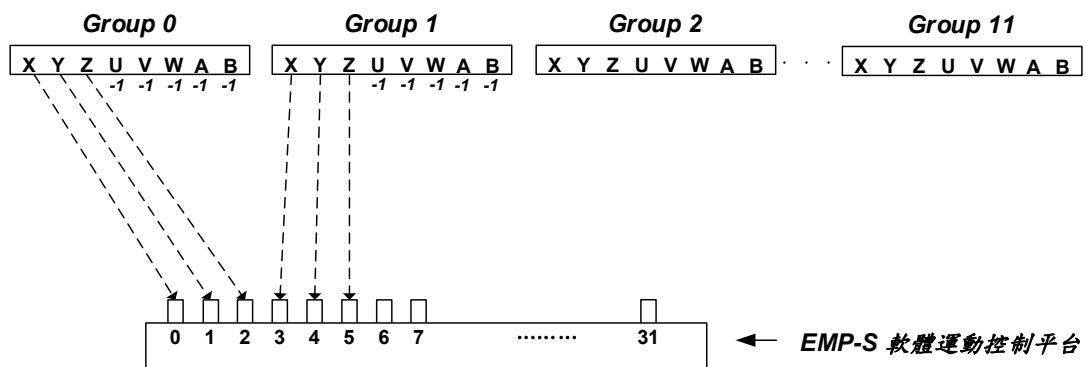 Group 0 Group 1 Group 2 Group 11
X Y Z U V W A B X Y Z U V W A B X Y Z U V W A B · · · X Y Z U V W A B
-1 -1 -1 -1 -1 -1 -1 -1 -1 -1
0 1 2 3 4 5 6 7 ········· 31
EMP-S 軟體運動控制平台